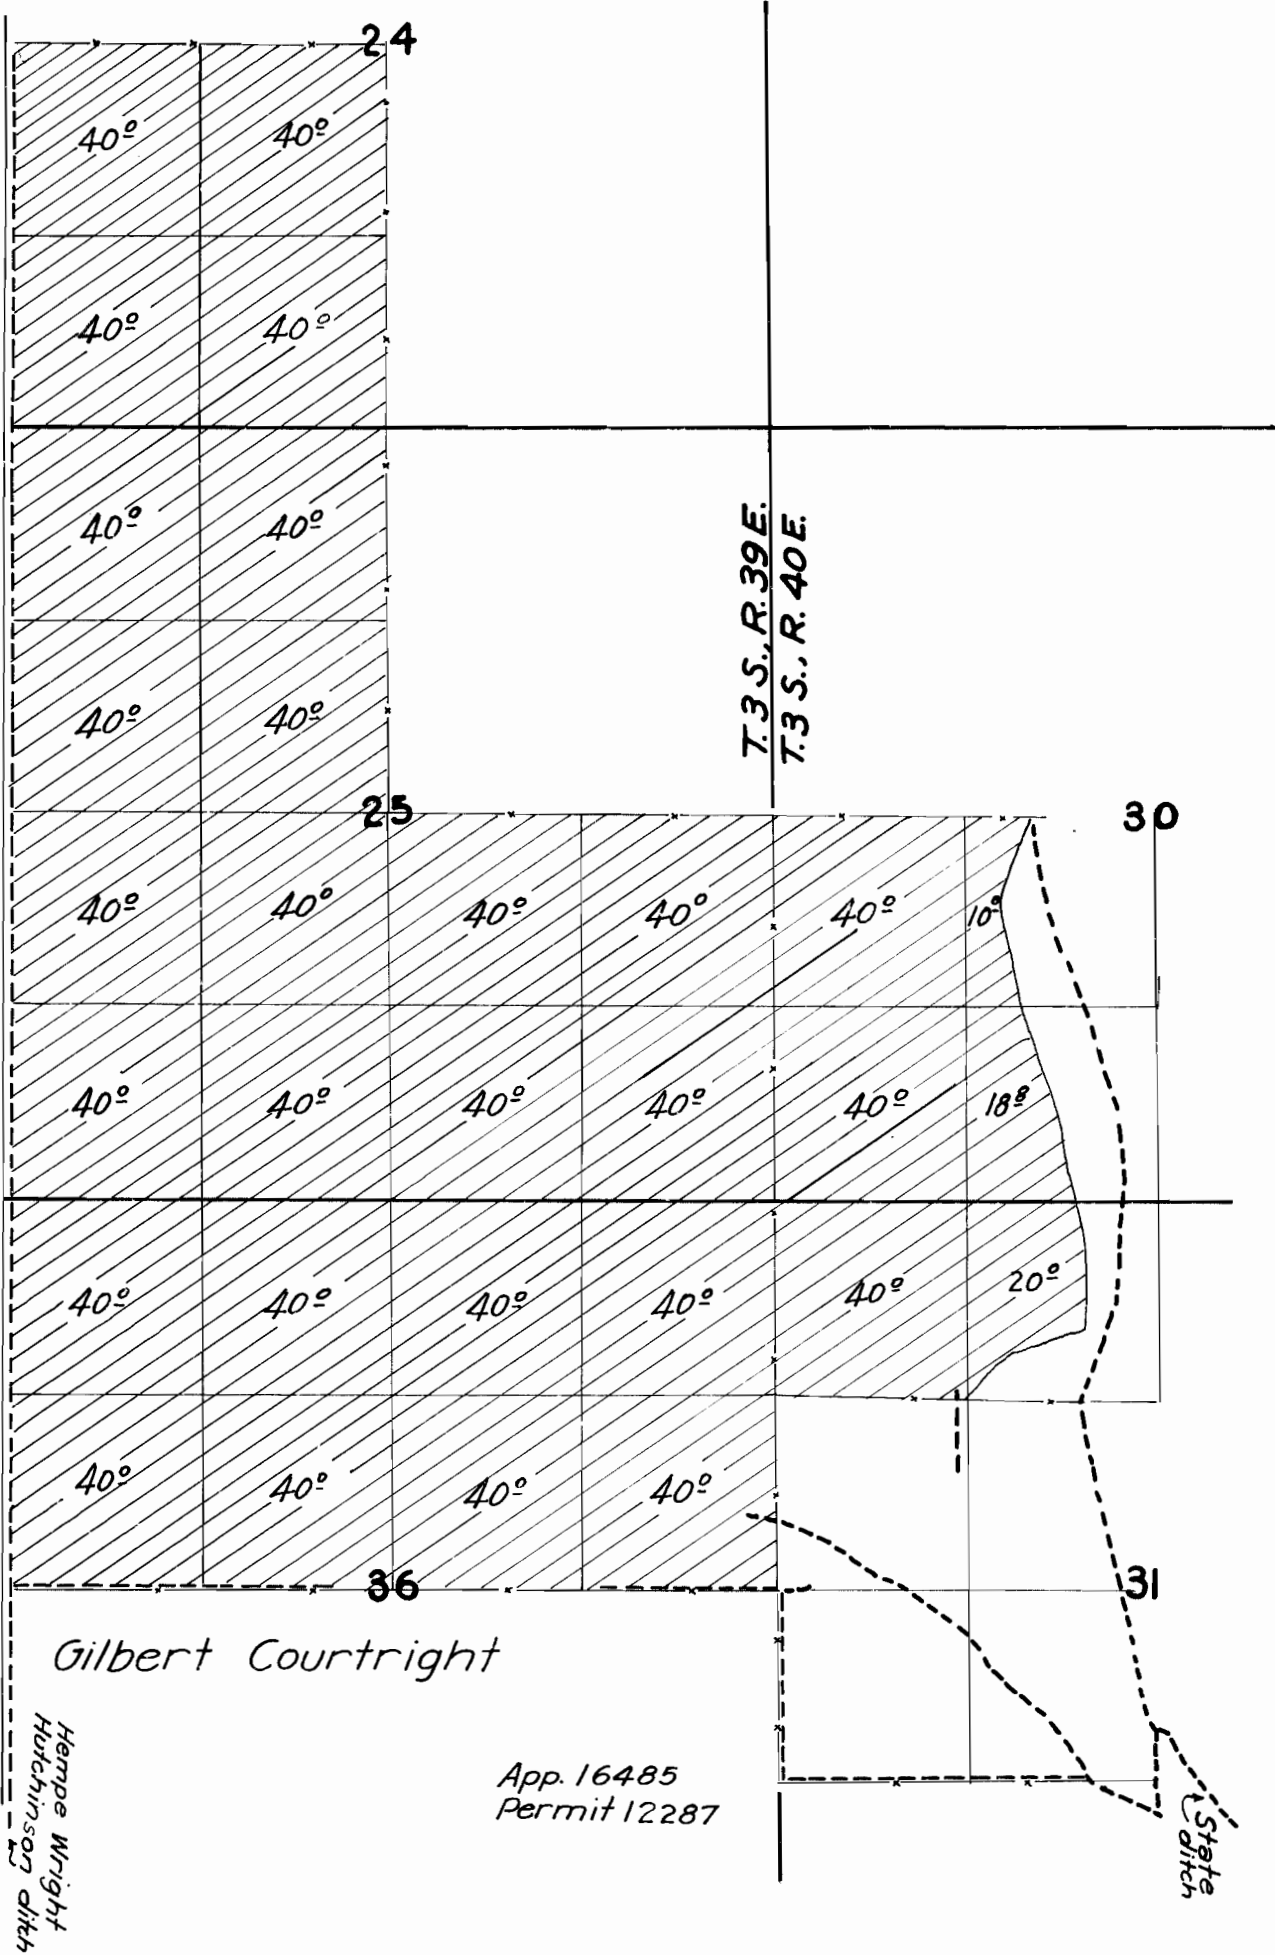 24
40º 40º
40º 40º
40º 40º
T.3 S., R.39E.
T.3 S., R. 40 E.
40º 40º
25 30
40º 40º 40º 40º 40º 10º
40º 40º 40º 40º 40º 18⁸
40º 40º 40º 40º 40º 20º
40º 40º 40º 40º
36 31
Gilbert Courtright
Hempe Wright
Hutchinson ditch
App. 16485
Permit 12287
State
ditch